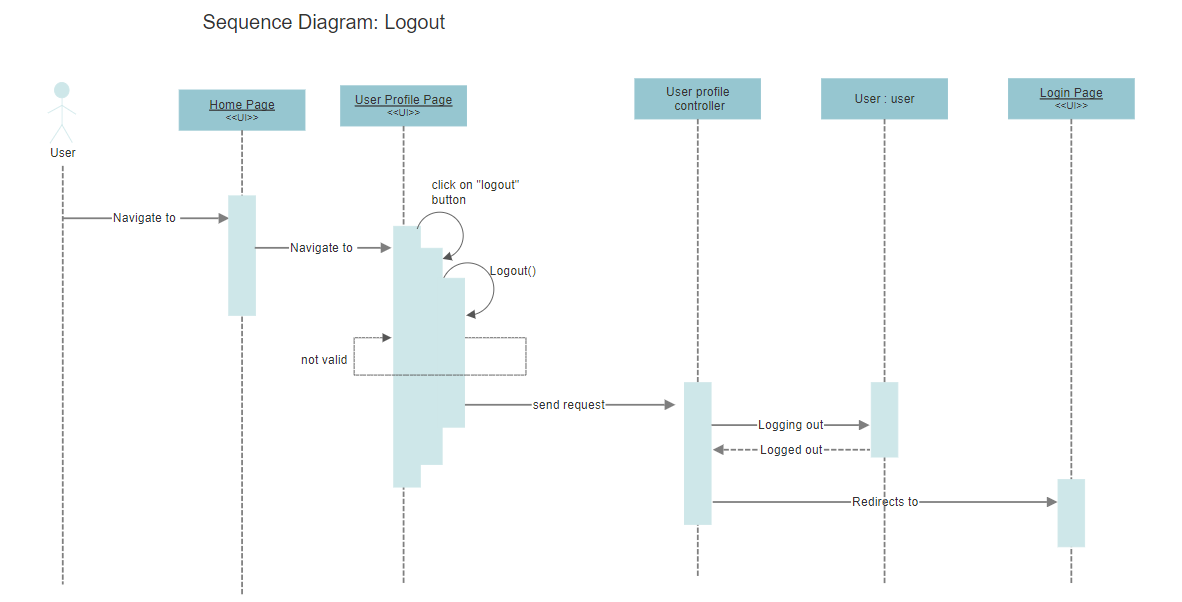 Sequence Diagram: Logout
User
Home Page
<<UI>>
User Profile Page
<<UI>>
User profile
controller
User : user
Login Page
<<UI>>
click on "logout"
button
Navigate to
Navigate to
Logout()
not valid
send request
Logging out
Logged out
Redirects to